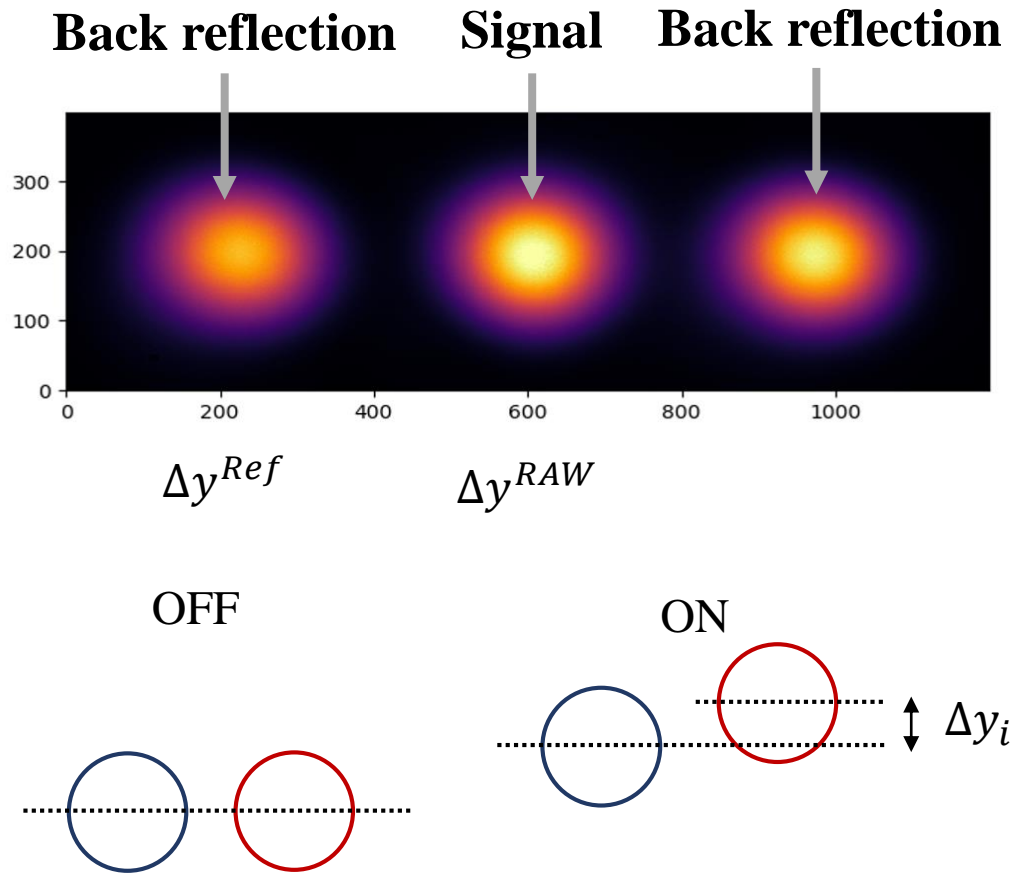 Back reflection Signal Back reflection
300
200
100
0
0 200 400 600 800 1000
Δy^{Ref} Δy^{RAW}
OFF ON
Δy_i